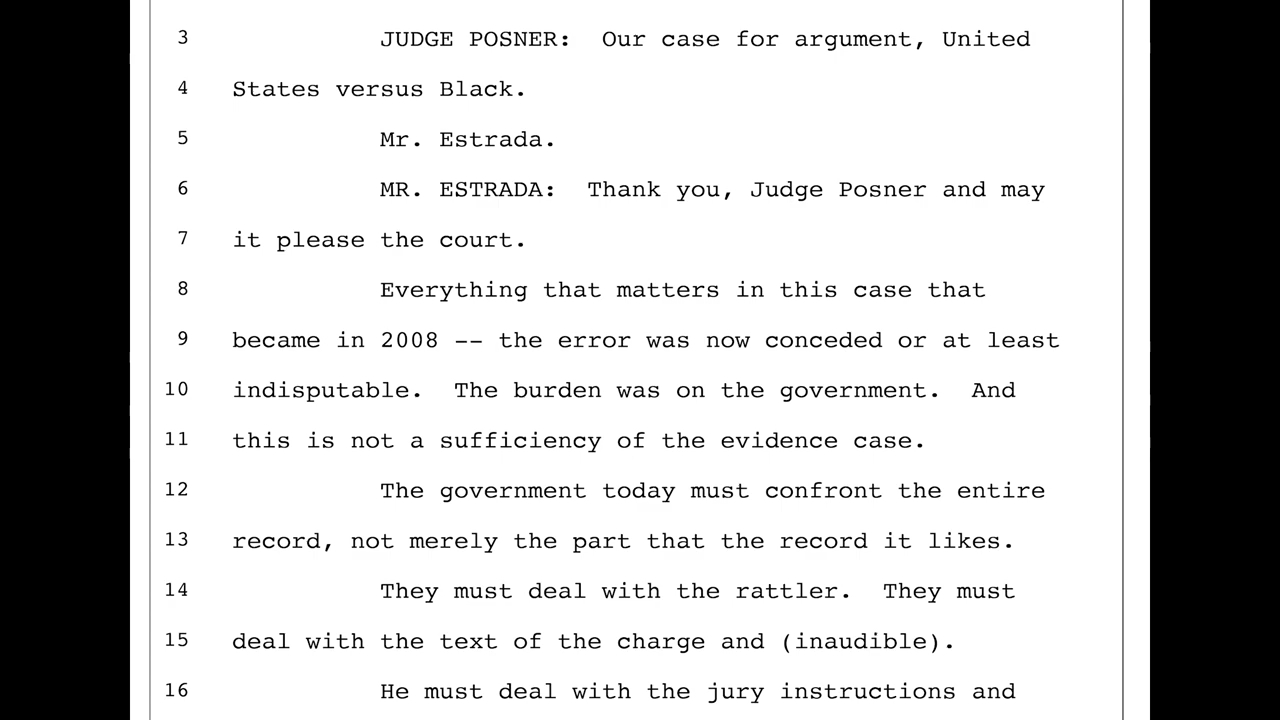 3 JUDGE POSNER: Our case for argument, United
4 States versus Black.
5 Mr. Estrada.
6 MR. ESTRADA: Thank you, Judge Posner and may
7 it please the court.
8 Everything that matters in this case that
9 became in 2008 -- the error was now conceded or at least
10 indisputable. The burden was on the government. And
11 this is not a sufficiency of the evidence case.
12 The government today must confront the entire
13 record, not merely the part that the record it likes.
14 They must deal with the rattler. They must
15 deal with the text of the charge and (inaudible).
16 He must deal with the jury instructions and